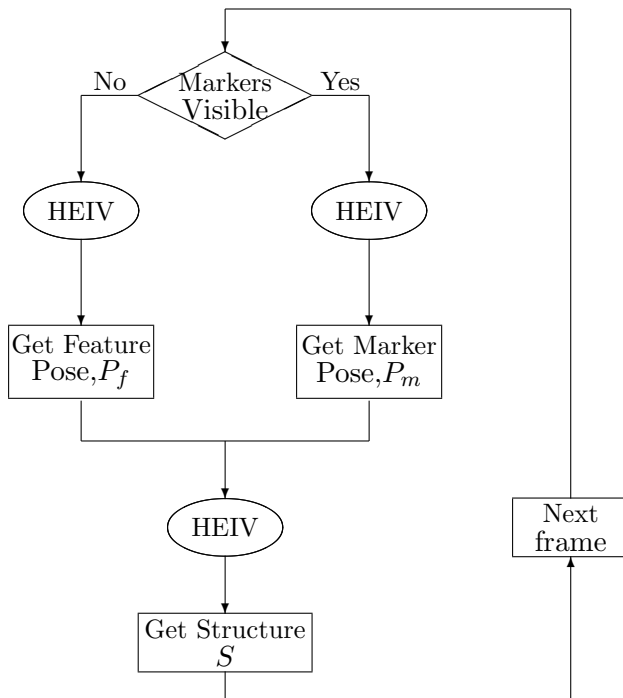 No
Markers
Visible
Yes
HEIV
HEIV
Get Feature
Pose,P_f
Get Marker
Pose,P_m
HEIV
Next
frame
Get Structure
S